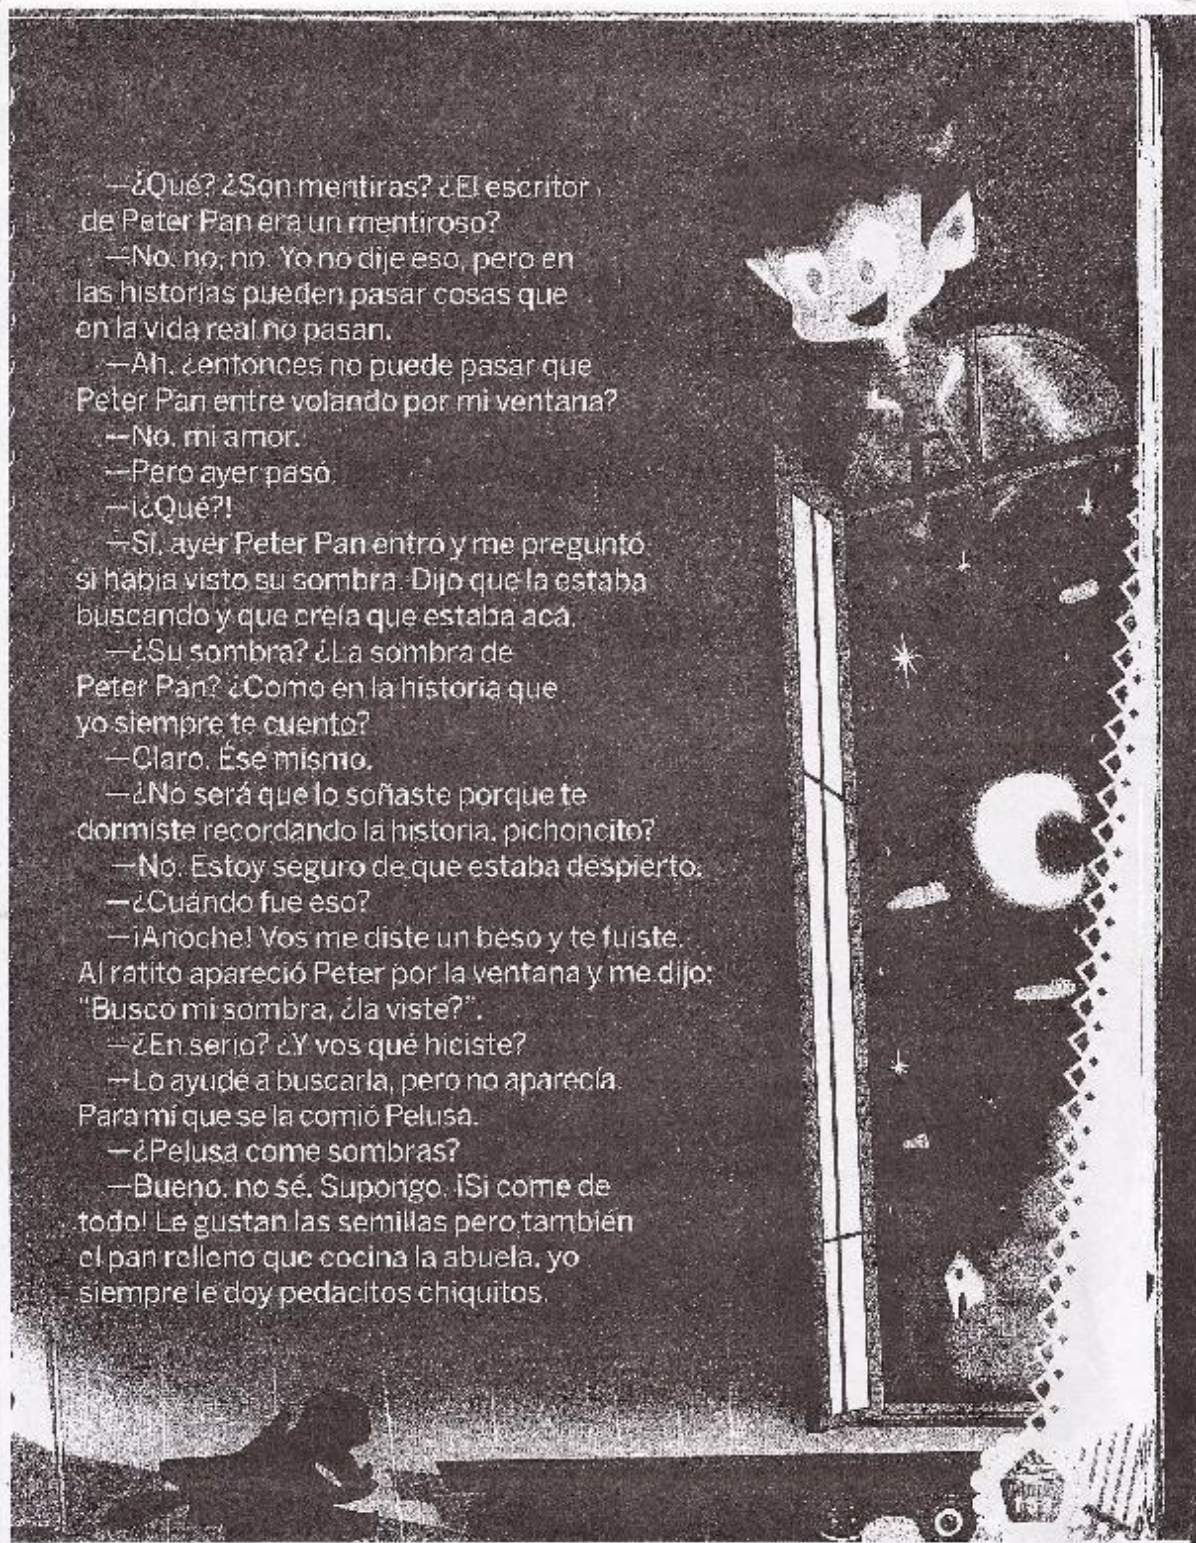 —¿Qué? ¿Son mentiras? ¿El escritor
de Peter Pan era un mentiroso?
—No, no, no. Yo no dije eso, pero en
las historias pueden pasar cosas que
en la vida real no pasan.
—Ah, ¿entonces no puede pasar que
Peter Pan entre volando por mi ventana?
—No, mi amor.
—Pero ayer pasó.
—¡¿Qué?!
—Sí, ayer Peter Pan entró y me preguntó
si había visto su sombra. Dijo que la estaba
buscando y que creía que estaba acá.
—¿Su sombra? ¿La sombra de
Peter Pan? ¿Como en la historia que
yo siempre te cuento?
—Claro. Ése mismo.
—¿No será que lo soñaste porque te
dormiste recordando la historia, pichoncito?
—No. Estoy seguro de que estaba despierto.
—¿Cuándo fue eso?
—¡Anoche! Vos me diste un beso y te fuiste.
Al ratito apareció Peter por la ventana y me dijo:
“Busco mi sombra, ¿la viste?”.
—¿En serio? ¿Y vos qué hiciste?
—Lo ayudé a buscarla, pero no aparecía.
Para mí que se la comió Pelusa.
—¿Pelusa come sombras?
—Bueno, no sé. Supongo. ¡Si come de
todo! Le gustan las semillas pero también
el pan relleno que cocina la abuela, yo
siempre le doy pedacitos chiquitos.